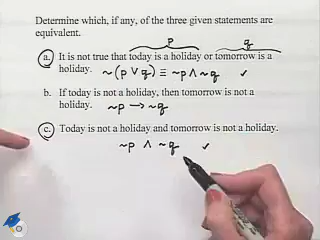 Determine which, if any, of the three given statements are
equivalent.
p q
a. It is not true that today is a holiday or tomorrow is a
holiday. ~(p ∨ q) ≡ ~p ∧ ~q ✓
b. If today is not a holiday, then tomorrow is not a
holiday. ~p → ~q
c. Today is not a holiday and tomorrow is not a holiday.
~p ∧ ~q ✓